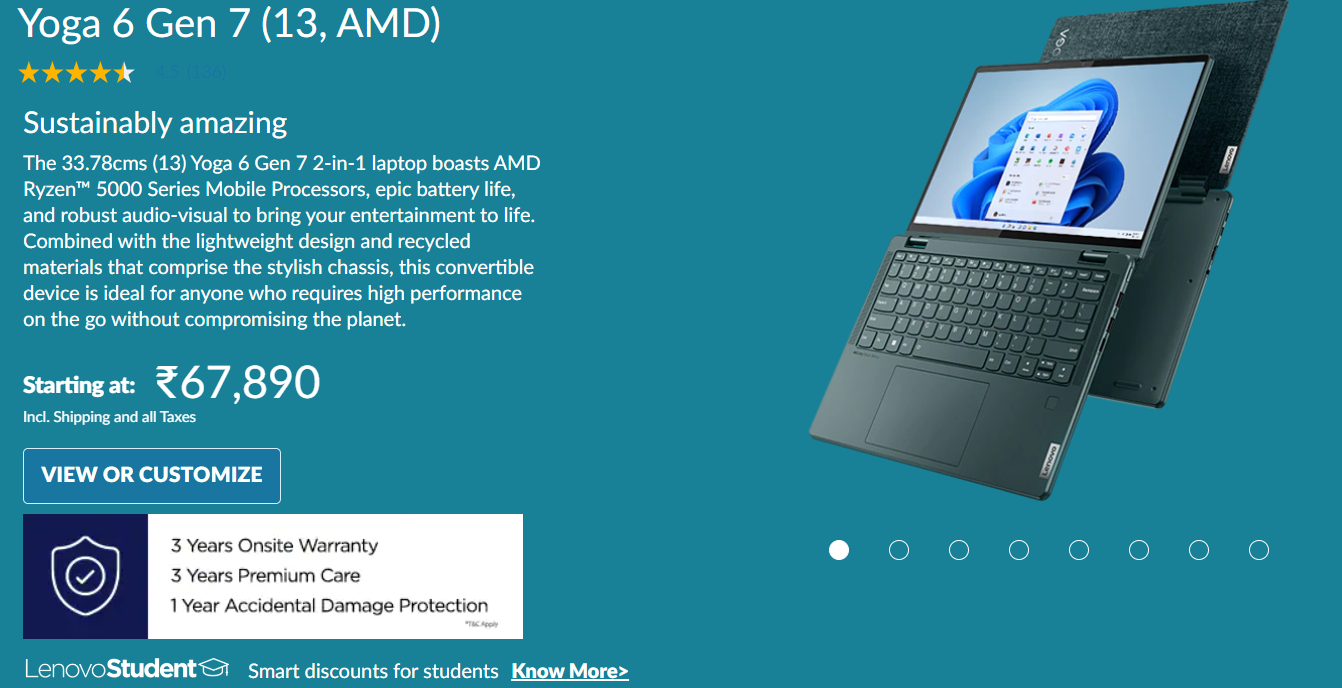 Yoga 6 Gen 7 (13, AMD)
4.5 (136)
Sustainably amazing
The 33.78cms (13) Yoga 6 Gen 7 2-in-1 laptop boasts AMD
Ryzen™ 5000 Series Mobile Processors, epic battery life,
and robust audio-visual to bring your entertainment to life.
Combined with the lightweight design and recycled
materials that comprise the stylish chassis, this convertible
device is ideal for anyone who requires high performance
on the go without compromising the planet.
Starting at: ₹67,890
Incl. Shipping and all Taxes
VIEW OR CUSTOMIZE
3 Years Onsite Warranty
3 Years Premium Care
1 Year Accidental Damage Protection
*T&C Apply
LenovoStudent Smart discounts for students Know More>
YOGA
Lenovo
Lenovo